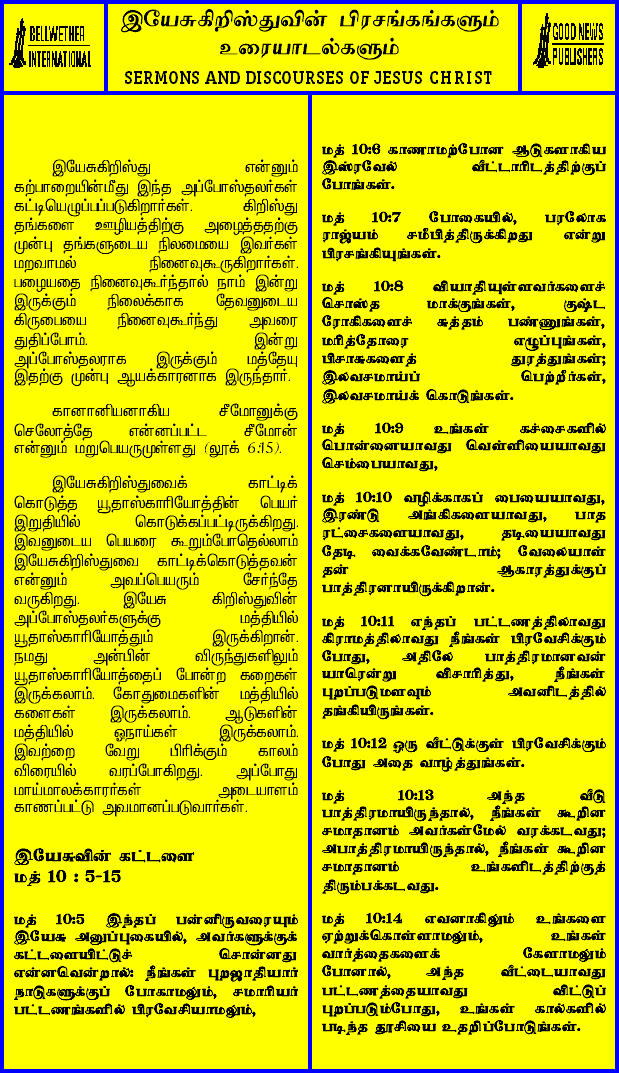 BELLWETHER
INTERNATIONAL
இயேசுகிறிஸ்துவின் பிரசங்கங்களும்
உரையாடல்களும்
SERMONS AND DISCOURSES OF JESUS CHRIST
GOOD NEWS
PUBLISHERS
இயேசுகிறிஸ்து என்னும்
கற்பாறையின்மீது இந்த அப்போஸ்தலர்கள்
கட்டியெழுப்பப்படுகிறார்கள். கிறிஸ்து
தங்களை ஊழியத்திற்கு அழைத்ததற்கு
முன்பு தங்களுடைய நிலமையை இவர்கள்
மறவாமல் நினைவுகூருகிறார்கள்.
பழையதை நினைவுகூர்ந்தால் நாம் இன்று
இருக்கும் நிலைக்காக தேவனுடைய
கிருபையை நினைவுகூர்ந்து அவரை
துதிப்போம். இன்று
அப்போஸ்தலராக இருக்கும் மத்தேயு
இதற்கு முன்பு ஆயக்காரனாக இருந்தார்.
கானானியனாகிய சீமோனுக்கு
செலோத்தே என்னப்பட்ட சீமோன்
என்னும் மறுபெயருமுள்ளது (லூக் 6:15).
இயேசுகிறிஸ்துவைக் காட்டிக்
கொடுத்த யூதாஸ்காரியோத்தின் பெயர்
இறுதியில் கொடுக்கப்பட்டிருக்கிறது.
இவனுடைய பெயரை கூறும்போதெல்லாம்
இயேசுகிறிஸ்துவை காட்டிக்கொடுத்தவன்
என்னும் அவப்பெயரும் சேர்ந்தே
வருகிறது. இயேசு கிறிஸ்துவின்
அப்போஸ்தலர்களுக்கு மத்தியில்
யூதாஸ்காரியோத்தும் இருக்கிறான்.
நமது அன்பின் விருந்துகளிலும்
யூதாஸ்காரியோத்தைப் போன்ற கறைகள்
இருக்கலாம். கோதுமைகளின் மத்தியில்
களைகள் இருக்கலாம். ஆடுகளின்
மத்தியில் ஓநாய்கள் இருக்கலாம்.
இவற்றை வேறு பிரிக்கும் காலம்
விரையில் வரப்போகிறது. அப்போது
மாய்மாலக்காரர்கள் அடையாளம்
காணப்பட்டு அவமானப்படுவார்கள்.
இயேசுவின் கட்டளை
மத் 10 : 5-15
மத் 10:5 இந்தப் பன்னிருவரையும்
இயேசு அனுப்புகையில், அவர்களுக்குக்
கட்டளையிட்டுச் சொன்னது
என்னவென்றால்: நீங்கள் புறஜாதியார்
நாடுகளுக்குப் போகாமலும், சமாரியர்
பட்டணங்களில் பிரவேசியாமலும்,
மத் 10:6 காணாமற்போன ஆடுகளாகிய
இஸ்ரவேல் வீட்டாரிடத்திற்குப்
போங்கள்.
மத் 10:7 போகையில், பரலோக
ராஜ்யம் சமீபித்திருக்கிறது என்று
பிரசங்கியுங்கள்.
மத் 10:8 வியாதியுள்ளவர்களைச்
சொஸ்த மாக்குங்கள், குஷ்ட
ரோகிகளைச் சுத்தம் பண்ணுங்கள்,
மரித்தோரை எழுப்புங்கள்,
பிசாசுகளைத் துரத்துங்கள்;
இலவசமாய்ப் பெற்றீர்கள்,
இலவசமாய்க் கொடுங்கள்.
மத் 10:9 உங்கள் கச்சைகளில்
பொன்னையாவது வெள்ளியையாவது
செம்பையாவது,
மத் 10:10 வழிக்காகப் பையையாவது,
இரண்டு அங்கிகளையாவது, பாத
ரட்சைகளையாவது, தடியையாவது
தேடி வைக்கவேண்டாம்; வேலையாள்
தன் ஆகாரத்துக்குப்
பாத்திரனாயிருக்கிறான்.
மத் 10:11 எந்தப் பட்டணத்திலாவது
கிராமத்திலாவது நீங்கள் பிரவேசிக்கும்
போது, அதிலே பாத்திரமானவன்
யாரென்று விசாரித்து, நீங்கள்
புறப்படுமளவும் அவனிடத்தில்
தங்கியிருங்கள்.
மத் 10:12 ஒரு வீட்டுக்குள் பிரவேசிக்கும்
போது அதை வாழ்த்துங்கள்.
மத் 10:13 அந்த வீடு
பாத்திரமாயிருந்தால், நீங்கள் கூறின
சமாதானம் அவர்கள்மேல் வரக்கடவது;
அபாத்திரமாயிருந்தால், நீங்கள் கூறின
சமாதானம் உங்களிடத்திற்குத்
திரும்பக்கடவது.
மத் 10:14 எவனாகிலும் உங்களை
ஏற்றுக்கொள்ளாமலும், உங்கள்
வார்த்தைகளைக் கேளாமலும்
போனால், அந்த வீட்டையாவது
பட்டணத்தையாவது விட்டுப்
புறப்படும்போது, உங்கள் கால்களில்
படிந்த தூசியை உதறிப்போடுங்கள்.